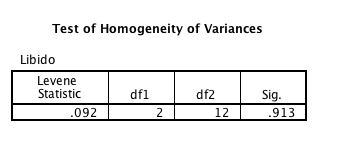 Test of Homogeneity of Variances
Libido
Levene
Statistic df1 df2 Sig.
.092 2 12 .913